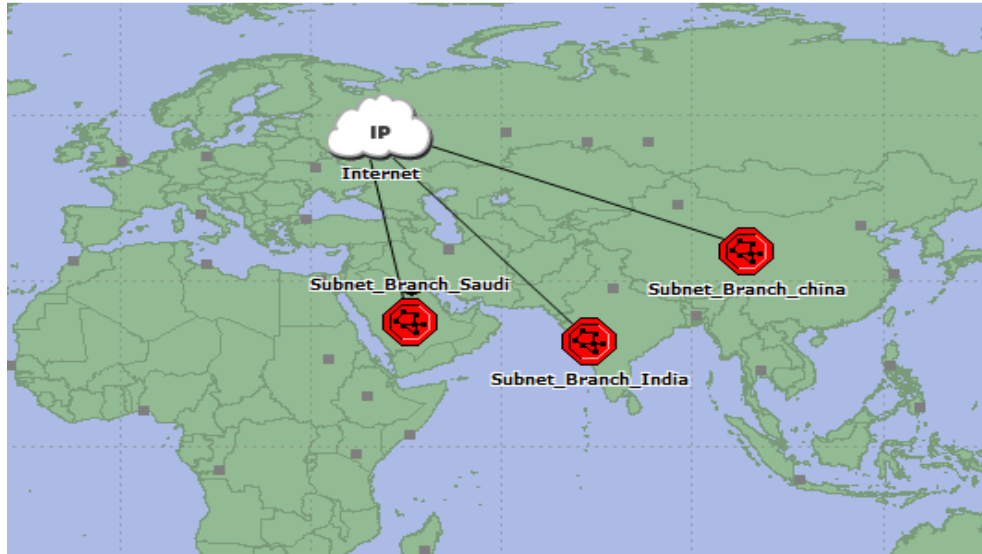 IP
Internet
Subnet_Branch_Saudi
Subnet_Branch_china
Subnet_Branch_India